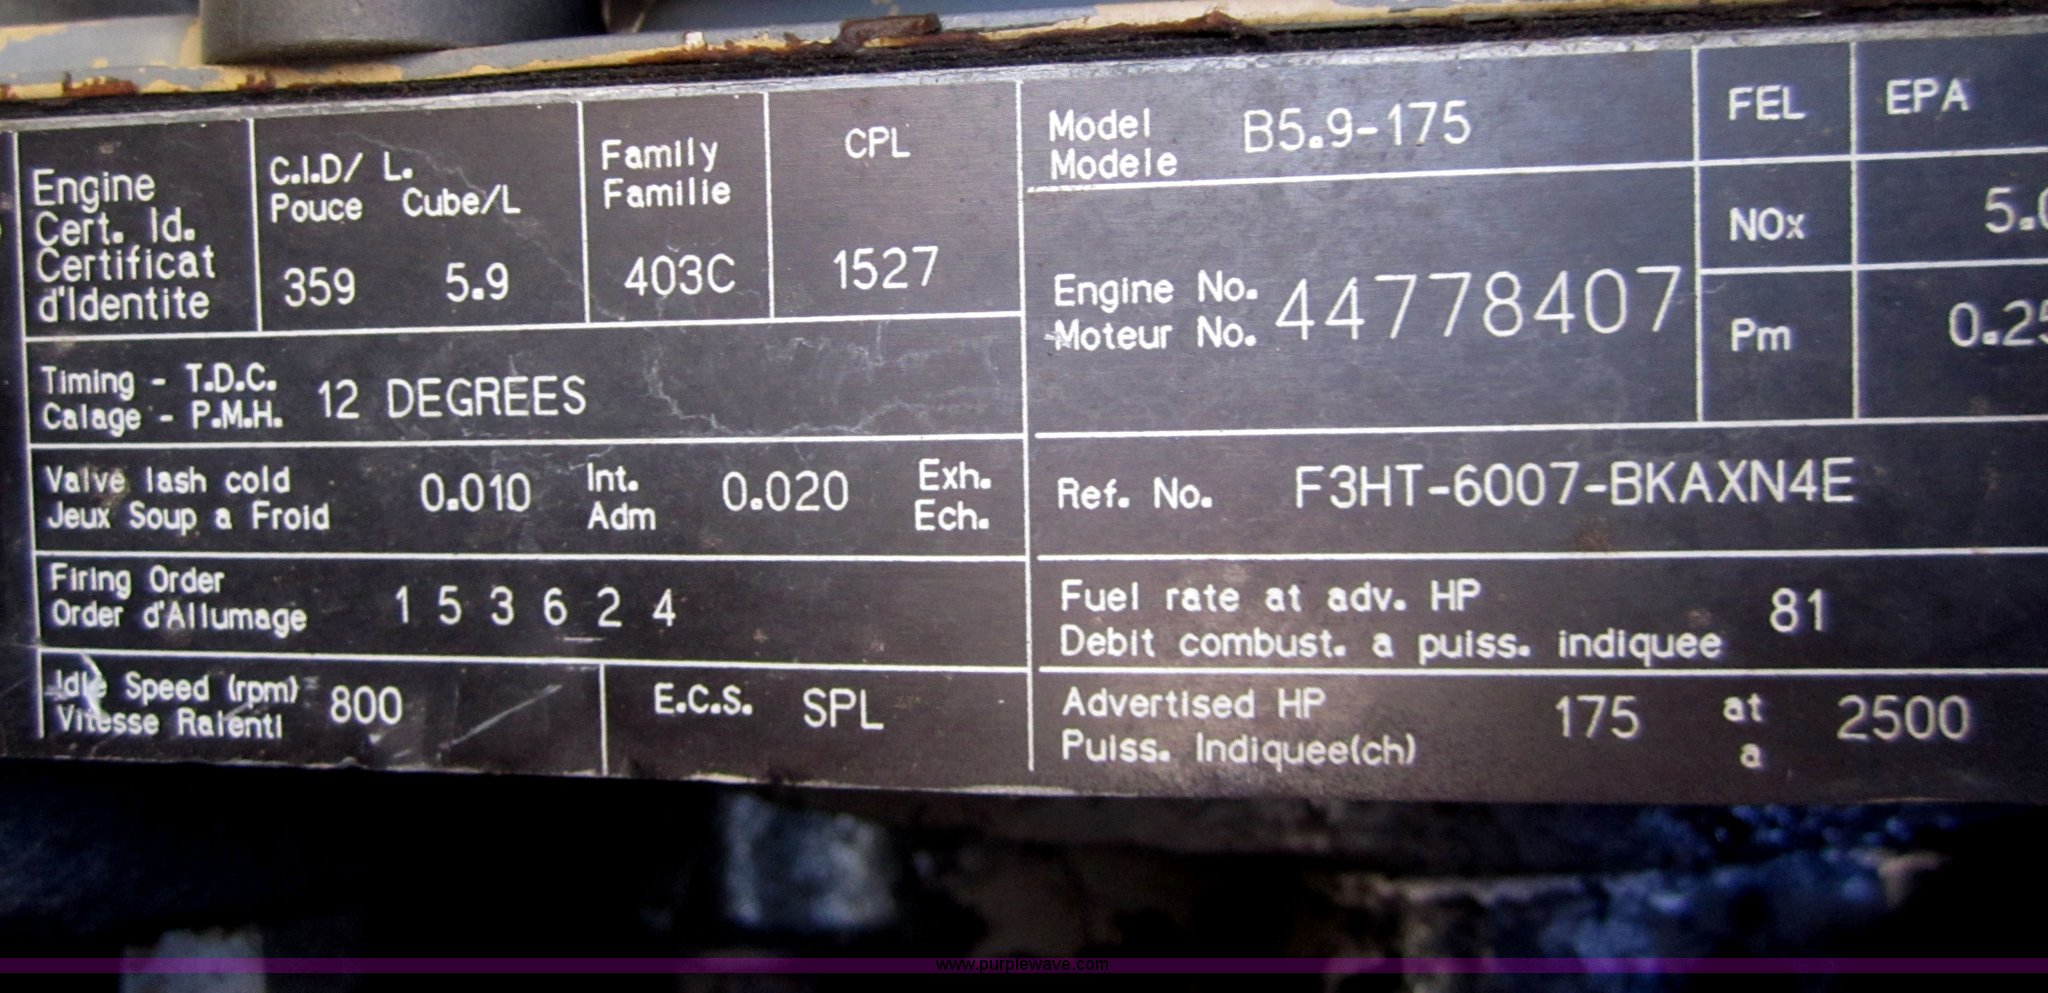 Engine
Cert. Id.
Certificat
d'Identite
C.I.D/ L.
Pouce Cube/L
359 5.9
Family
Familie
403C
CPL
1527
Timing - T.D.C.
Calage - P.M.H.
12 DEGREES
Valve lash cold
Jeux Soup a Froid
0.010
Int.
Adm
0.020
Exh.
Ech.
Firing Order
Order d'Allumage
1 5 3 6 2 4
Idle Speed (rpm)
Vitesse Ralenti
800
E.C.S. SPL
Model
Modele
B5.9-175
Engine No.
Moteur No.
44778407
FEL EPA
NOx
Pm
Ref. No. F3HT-6007-BKAXN4E
Fuel rate at adv. HP
Debit combust. a puiss. indiquee
81
Advertised HP
Puiss. Indiquee(ch)
175
at
a
2500
www.purplewave.com